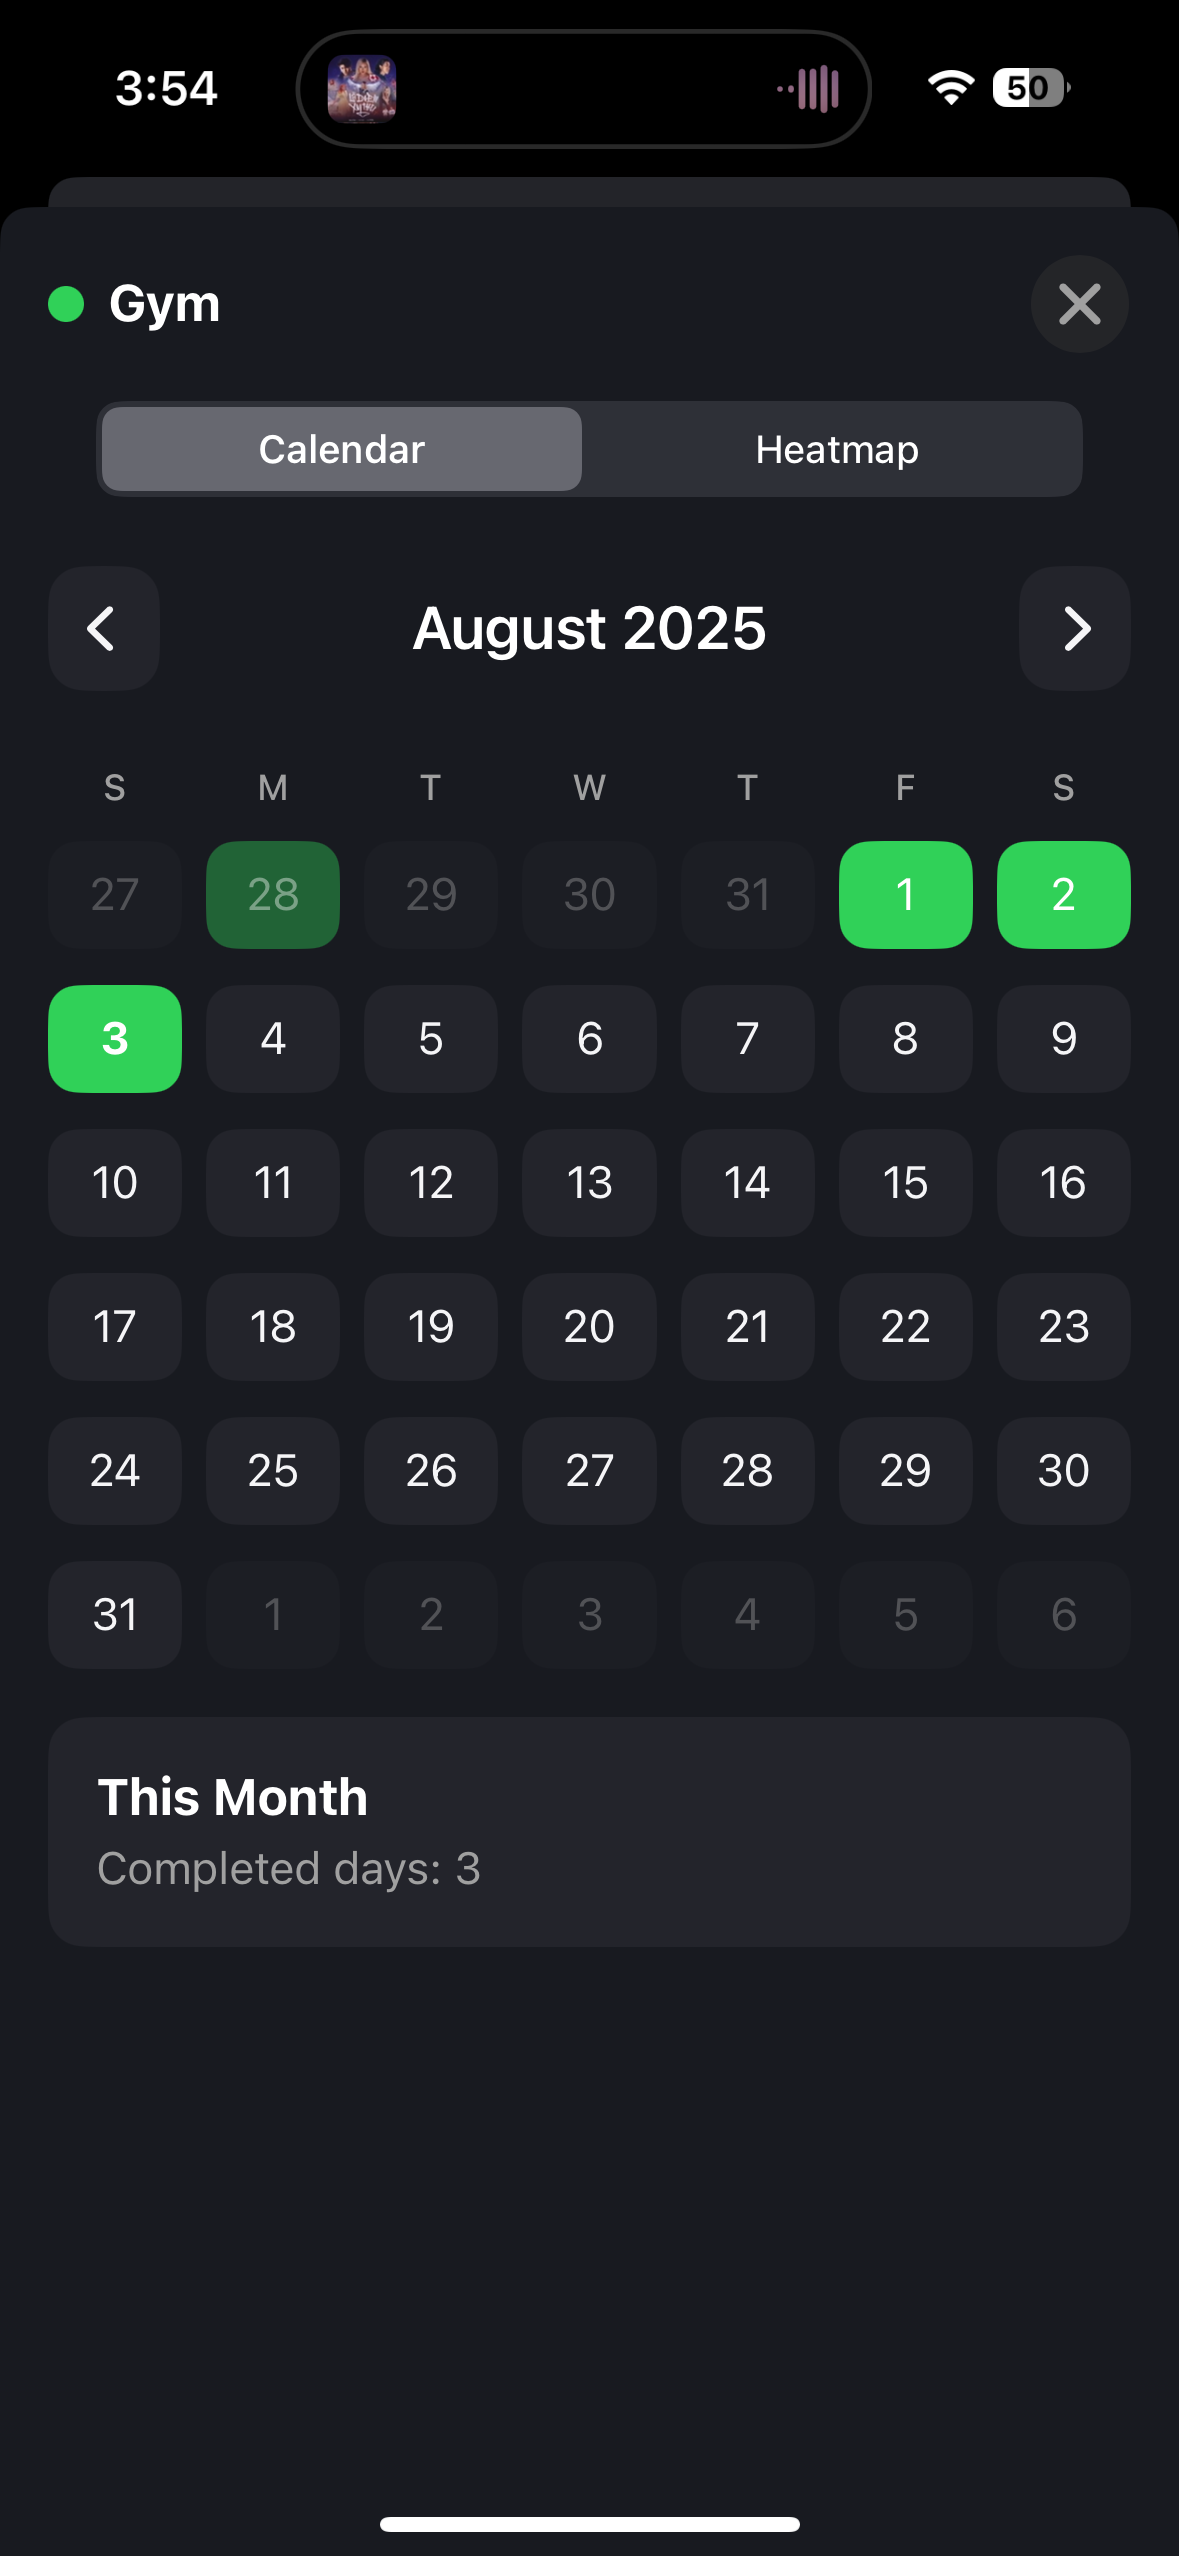 3:54
50
Gym
Calendar Heatmap
August 2025
S M T W T F S
27 28 29 30 31 1 2
3 4 5 6 7 8 9
10 11 12 13 14 15 16
17 18 19 20 21 22 23
24 25 26 27 28 29 30
31 1 2 3 4 5 6
This Month
Completed days: 3